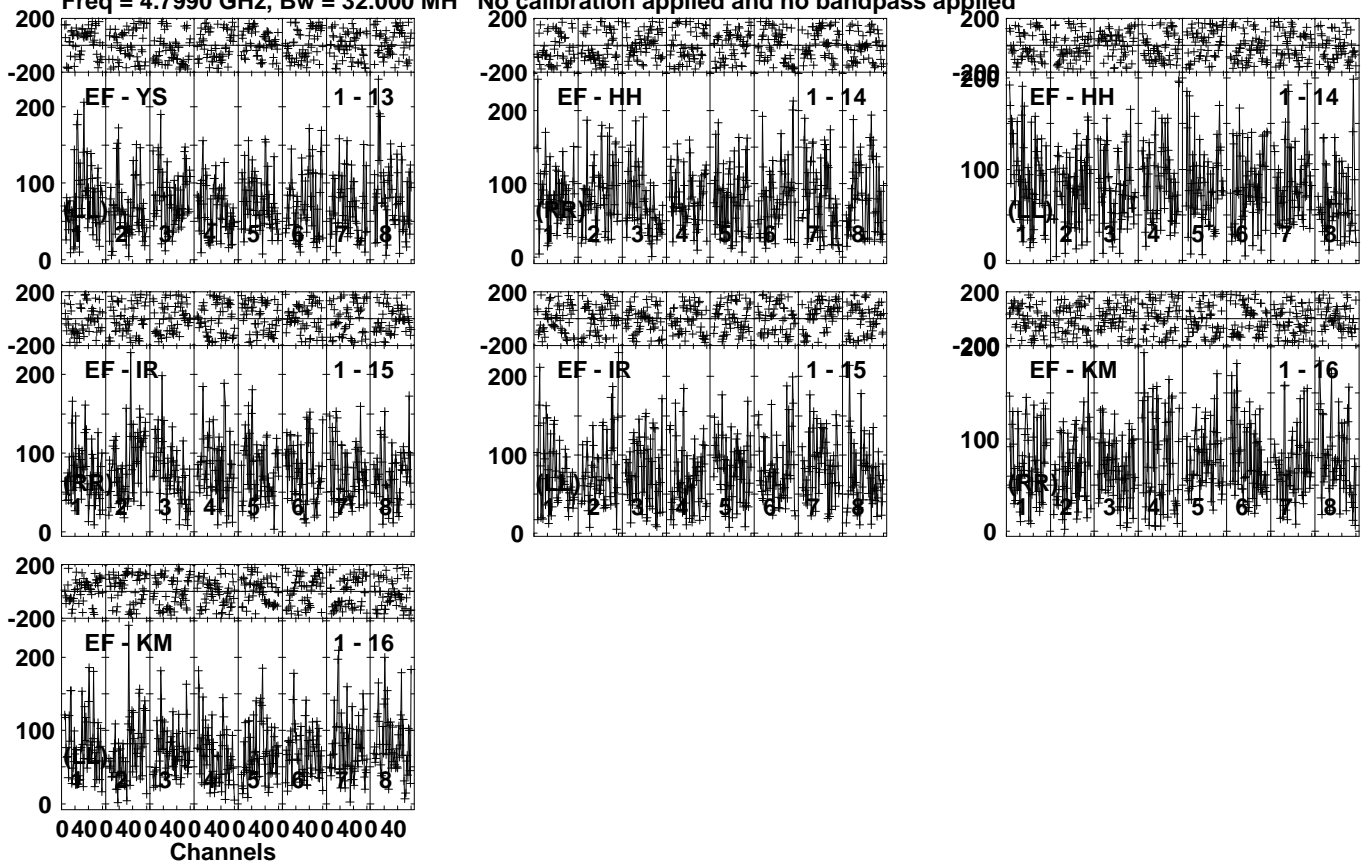 Freq = 4.7990 GHz, Bw = 32.000 MH No calibration applied and no bandpass applied
200 200 200
-200 -200 -200
EF - YS 1 - 13 EF - HH 1 - 14 EF - HH 1 - 14
200 200 200
100 100 100
(LL) (RR) (LL)
1 2 3 4 5 6 7 8 1 2 3 4 5 6 7 8 1 2 3 4 5 6 7 8
0 0 0
200 200 200
-200 -200 -200
EF - IR 1 - 15 EF - IR 1 - 15 EF - KM 1 - 16
200 200 200
100 100 100
(RR) (LL) (RR)
1 2 3 4 5 6 7 8 1 2 3 4 5 6 7 8 1 2 3 4 5 6 7 8
0 0 0
200
-200
EF - KM 1 - 16
200
100
(LL)
1 2 3 4 5 6 7 8
0
0 40 0 40 0 40 0 40 0 40 0 40 0 40 0 40
Channels